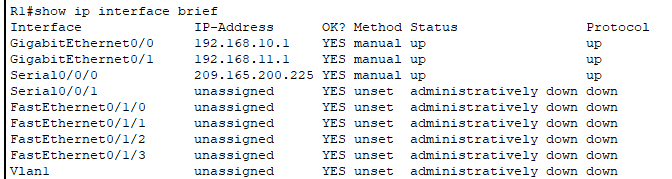 R1#show ip interface brief
Interface              IP-Address      OK? Method Status                Protocol
GigabitEthernet0/0     192.168.10.1    YES manual up                    up
GigabitEthernet0/1     192.168.11.1    YES manual up                    up
Serial0/0/0            209.165.200.225 YES manual up                    up
Serial0/0/1            unassigned      YES unset  administratively down down
FastEthernet0/1/0      unassigned      YES unset  administratively down down
FastEthernet0/1/1      unassigned      YES unset  administratively down down
FastEthernet0/1/2      unassigned      YES unset  administratively down down
FastEthernet0/1/3      unassigned      YES unset  administratively down down
Vlan1                  unassigned      YES unset  administratively down down